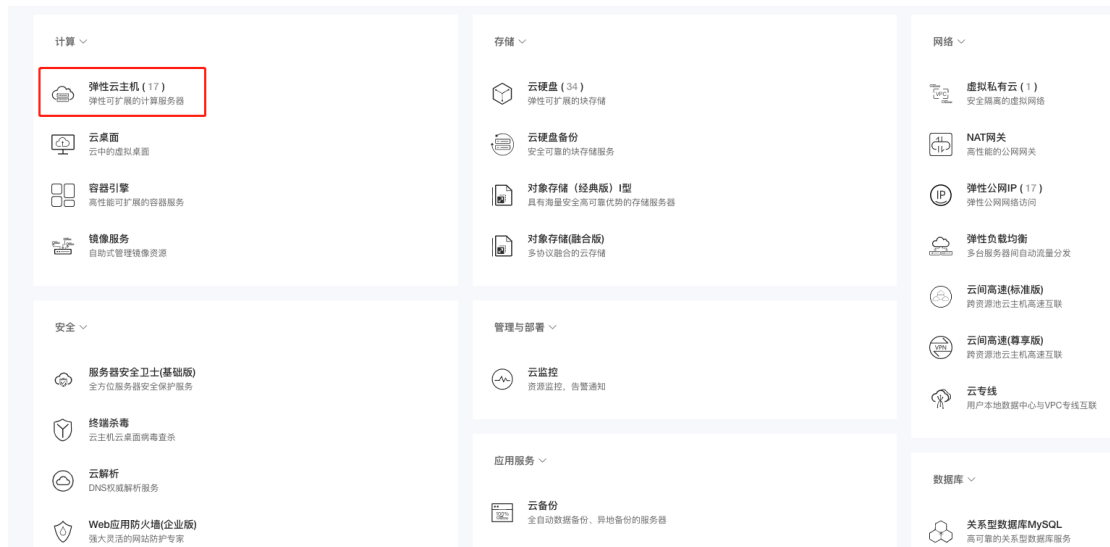 计算
弹性云主机 ( 17 )
弹性可扩展的计算服务器
云桌面
云中的虚拟桌面
容器引擎
高性能可扩展的容器服务
镜像服务
自助式管理镜像资源
存储
云硬盘 ( 34 )
弹性可扩展的块存储
云硬盘备份
安全可靠的块存储服务
对象存储（经典版）I型
具有海量安全高可靠优势的存储服务器
对象存储(融合版)
多协议融合的云存储
网络
虚拟私有云 ( 1 )
安全隔离的虚拟网络
NAT网关
高性能的公网网关
弹性公网IP ( 17 )
弹性公网网络访问
弹性负载均衡
多台服务器间自动流量分发
云间高速(标准版)
跨资源池云主机高速互联
云间高速(尊享版)
跨资源池云主机高速互联
云专线
用户本地数据中心与VPC专线互联
安全
服务器安全卫士(基础版)
全方位服务器安全保护服务
终端杀毒
云主机云桌面病毒查杀
云解析
DNS权威解析服务
Web应用防火墙(企业版)
强大灵活的网站防护专家
管理与部署
云监控
资源监控，告警通知
应用服务
云备份
全自动数据备份、异地备份的服务器
数据库
关系型数据库MySQL
高可靠的关系型数据库服务
VPC
IP
VPN